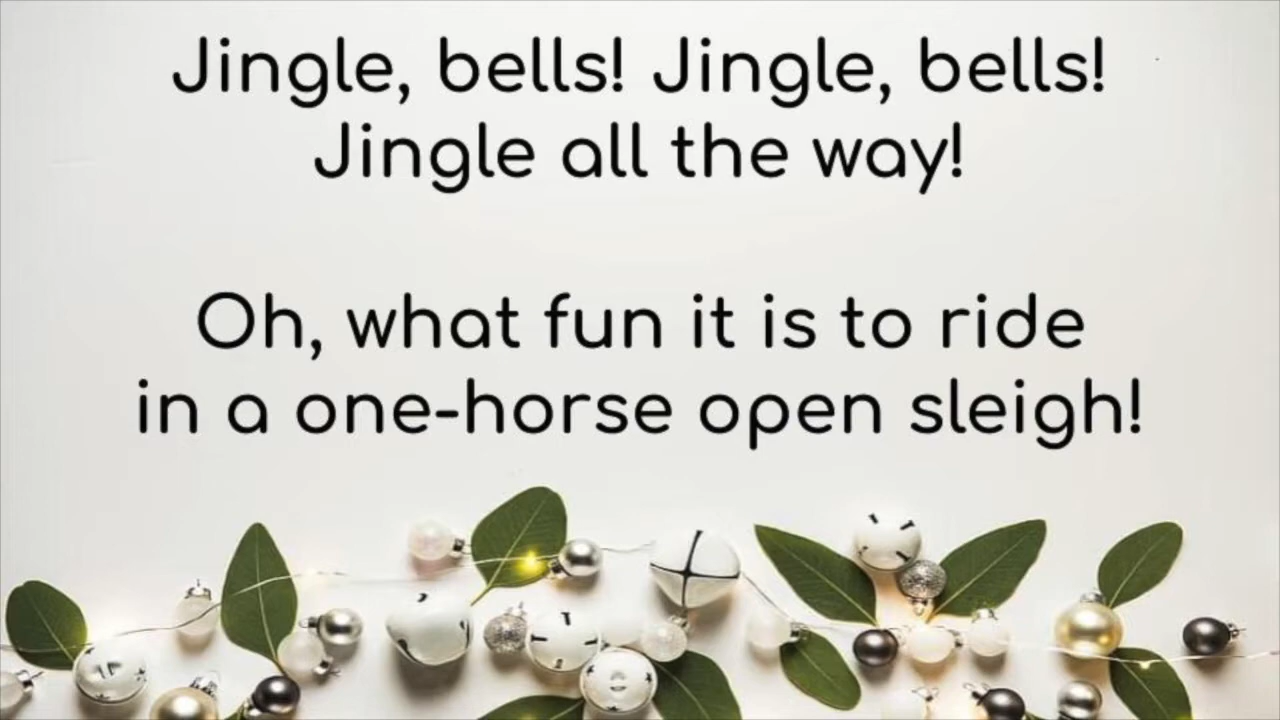 Jingle, bells! Jingle, bells!
Jingle all the way!
Oh, what fun it is to ride
in a one-horse open sleigh!